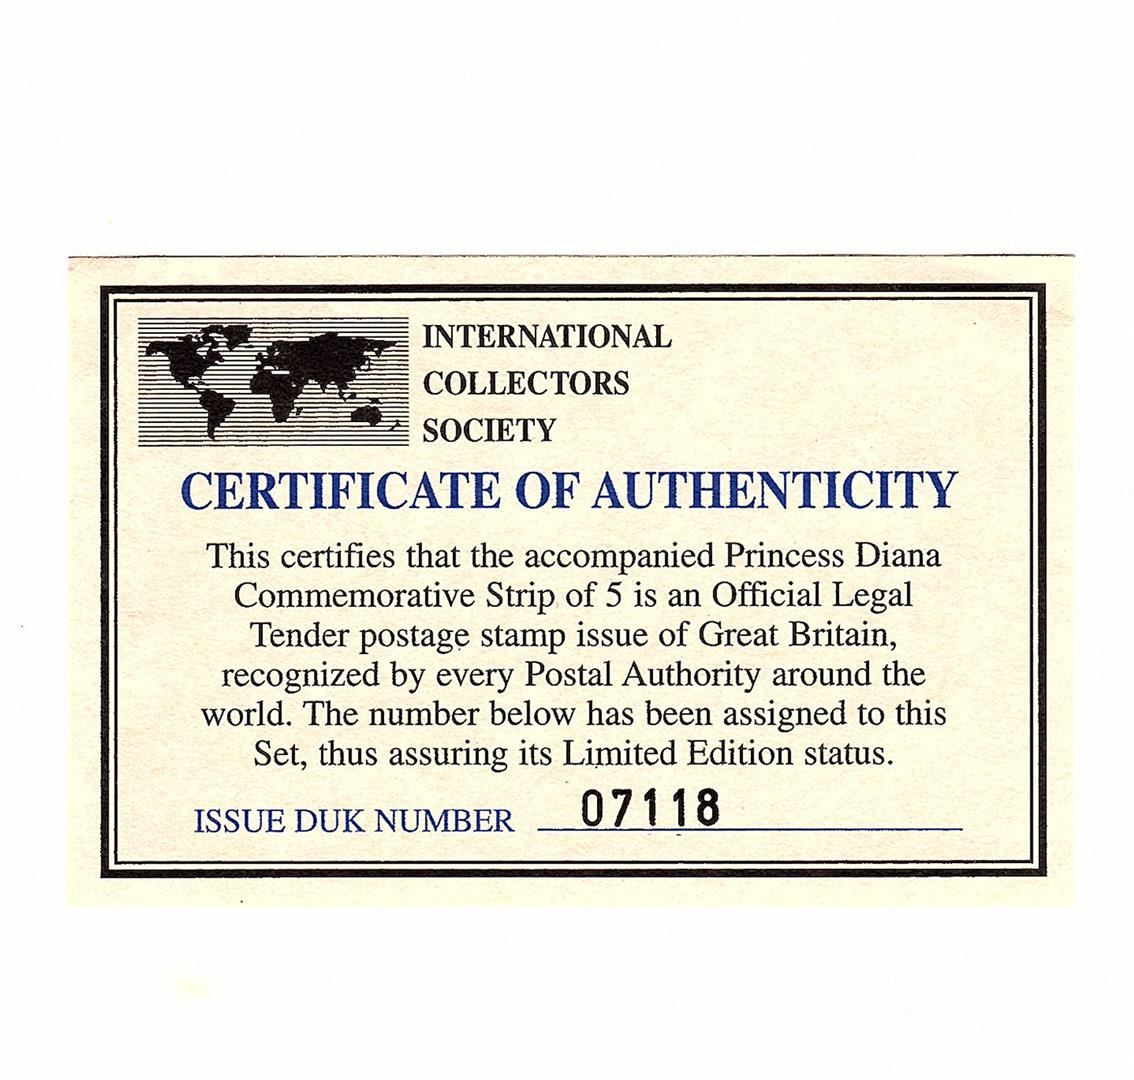 INTERNATIONAL
COLLECTORS
SOCIETY
CERTIFICATE OF AUTHENTICITY
This certifies that the accompanied Princess Diana
Commemorative Strip of 5 is an Official Legal
Tender postage stamp issue of Great Britain,
recognized by every Postal Authority around the
world. The number below has been assigned to this
Set, thus assuring its Limited Edition status.
ISSUE DUK NUMBER 07118